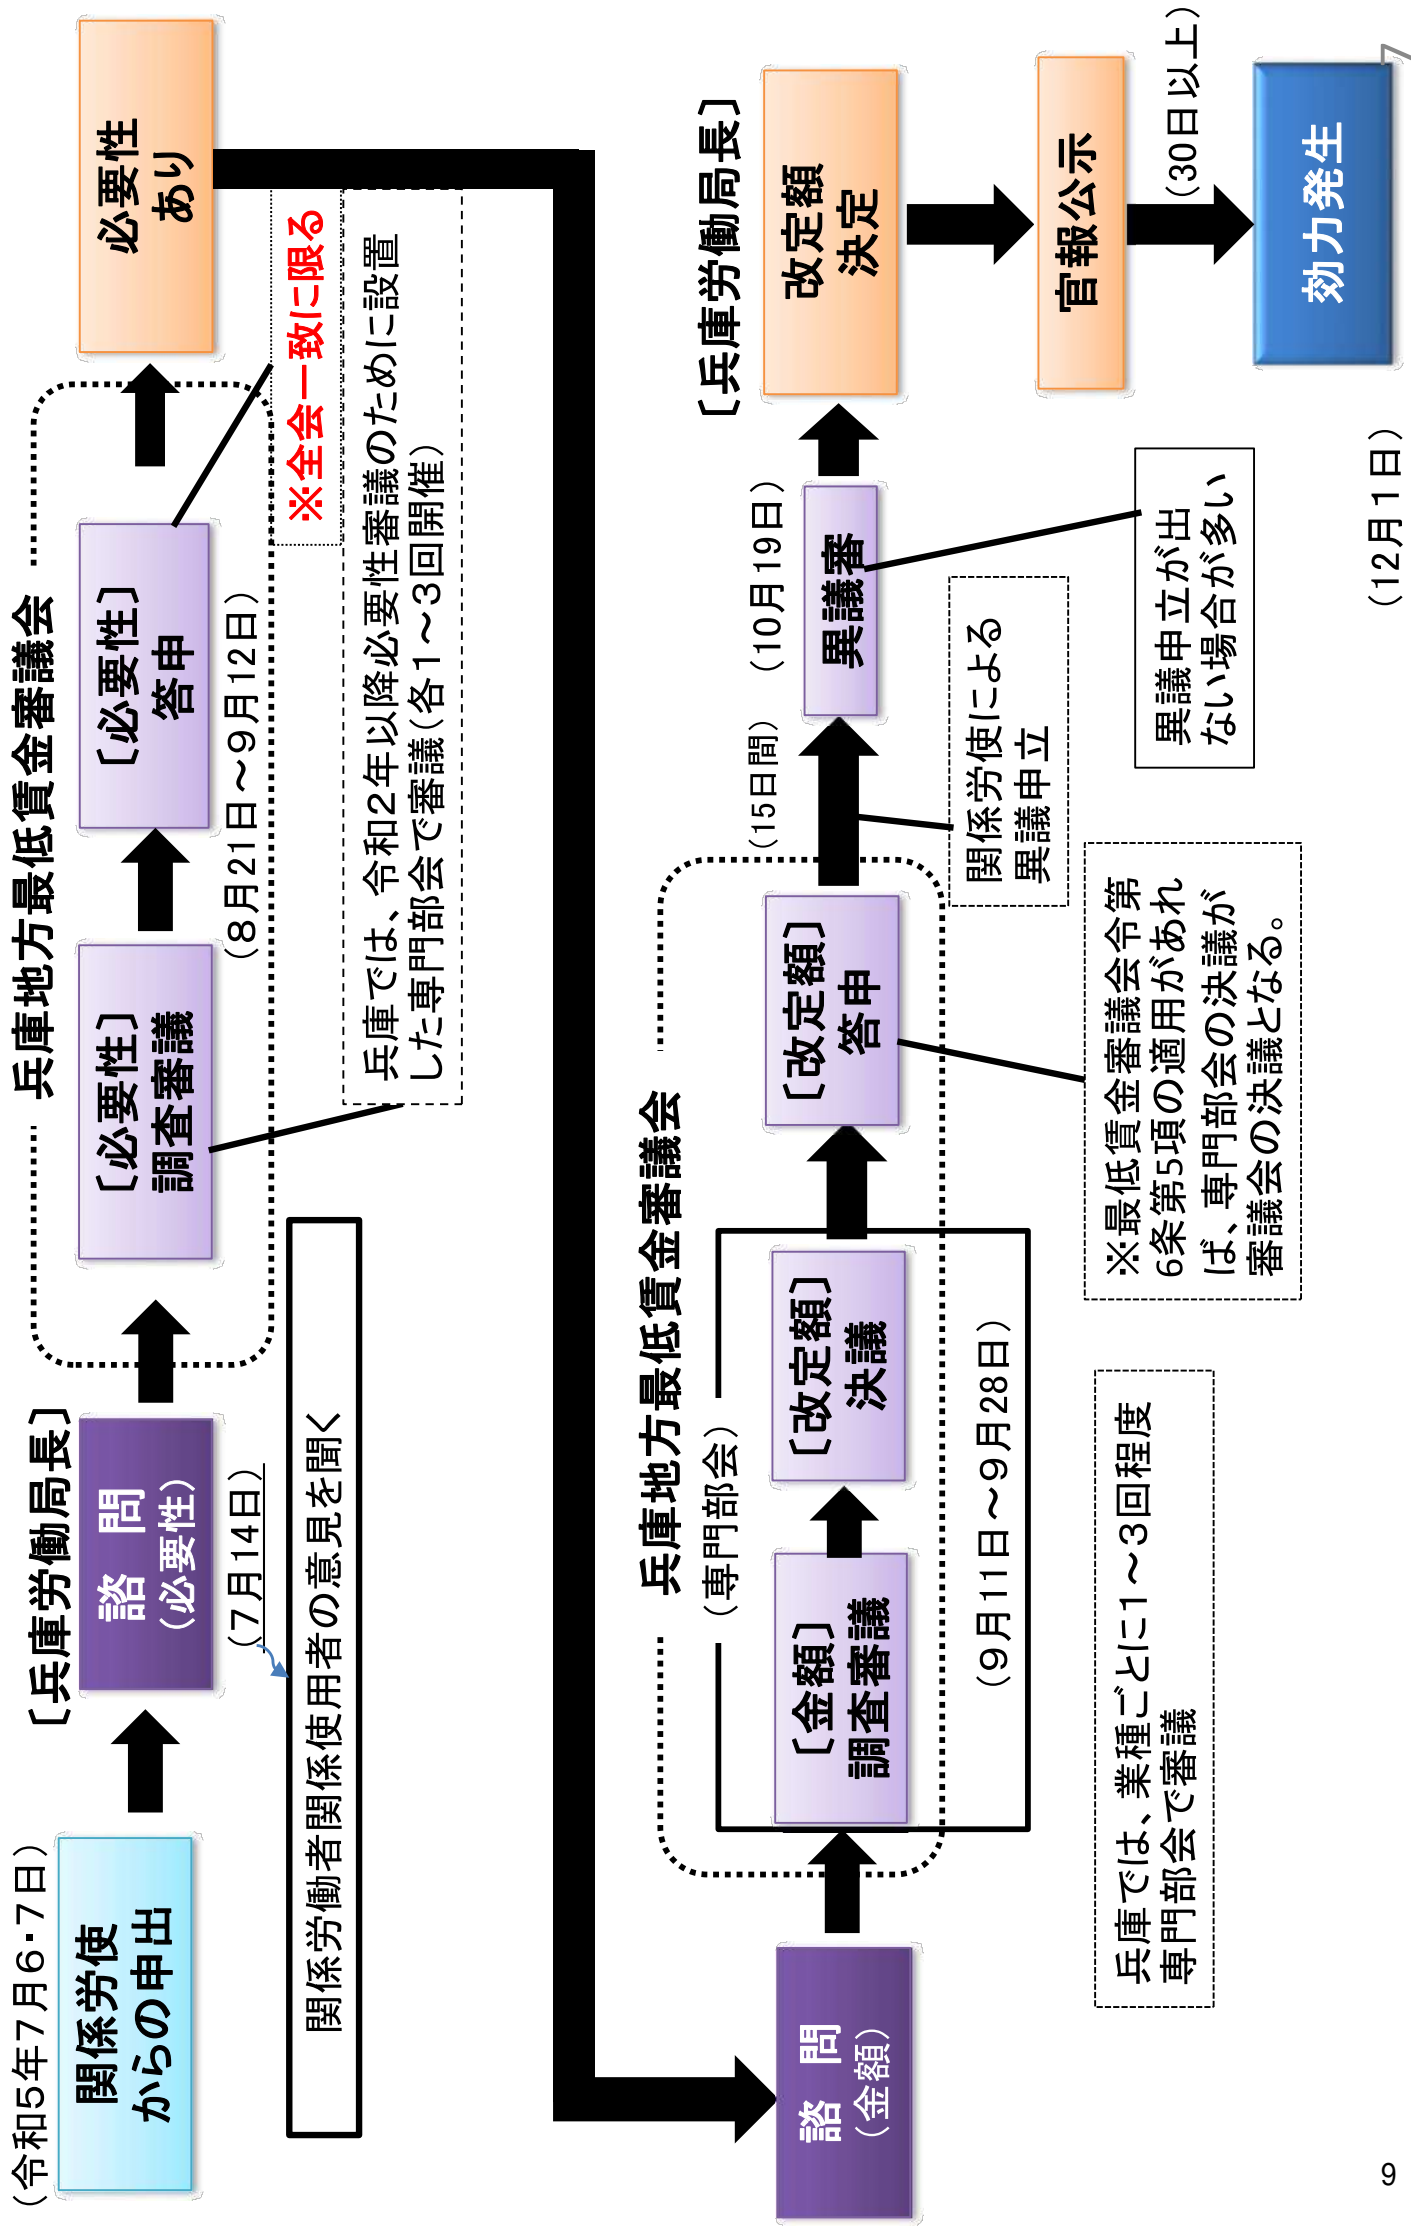 （令和5年7月6・7日）
関係労使
からの申出
〔兵庫労働局長〕
諮　問
（必要性）
（7月14日）
関係労働者関係使用者の意見を聞く
兵庫地方最低賃金審議会
〔必要性〕
調査審議
〔必要性〕
答申
（8月21日～9月12日）
必要性
あり
※全会一致に限る
兵庫では、令和2年以降必要性審議のために設置
した専門部会で審議（各1～3回開催）
諮　問
（金額）
兵庫地方最低賃金審議会
（専門部会）
〔金額〕
調査審議
〔改定額〕
決議
（9月11日～9月28日）
〔改定額〕
答申
（15日間）
（10月19日）
異議審
〔兵庫労働局長〕
改定額
決定
官報公示
（30日以上）
効力発生
（12月1日）
関係労使による
異議申立
異議申立が出
ない場合が多い
※最低賃金審議会令第
6条第5項の適用があれ
ば、専門部会の決議が
審議会の決議となる。
兵庫では、業種ごとに1～3回程度
専門部会で審議
7
9